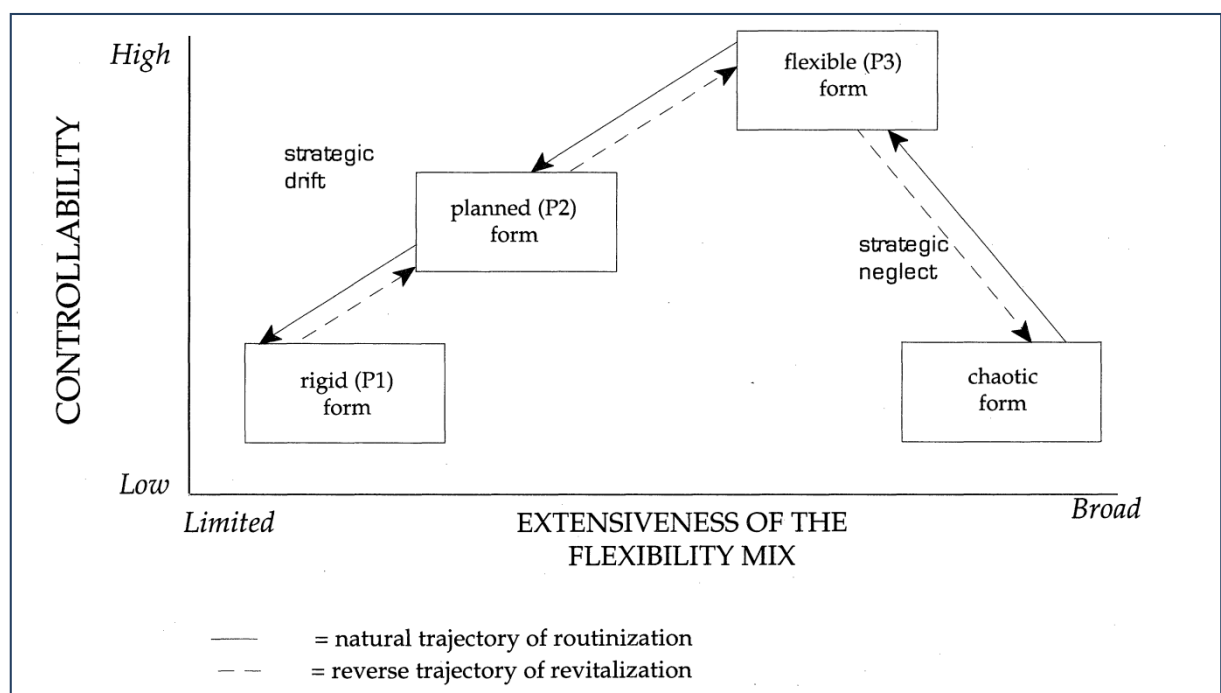 High
flexible (P3)
form
strategic
drift
planned (P2)
form
strategic
neglect
CONTROLLABILITY
rigid (P1)
form
chaotic
form
Low
Limited
EXTENSIVENESS OF THE
FLEXIBILITY MIX
Broad
= natural trajectory of routinization
= reverse trajectory of revitalization